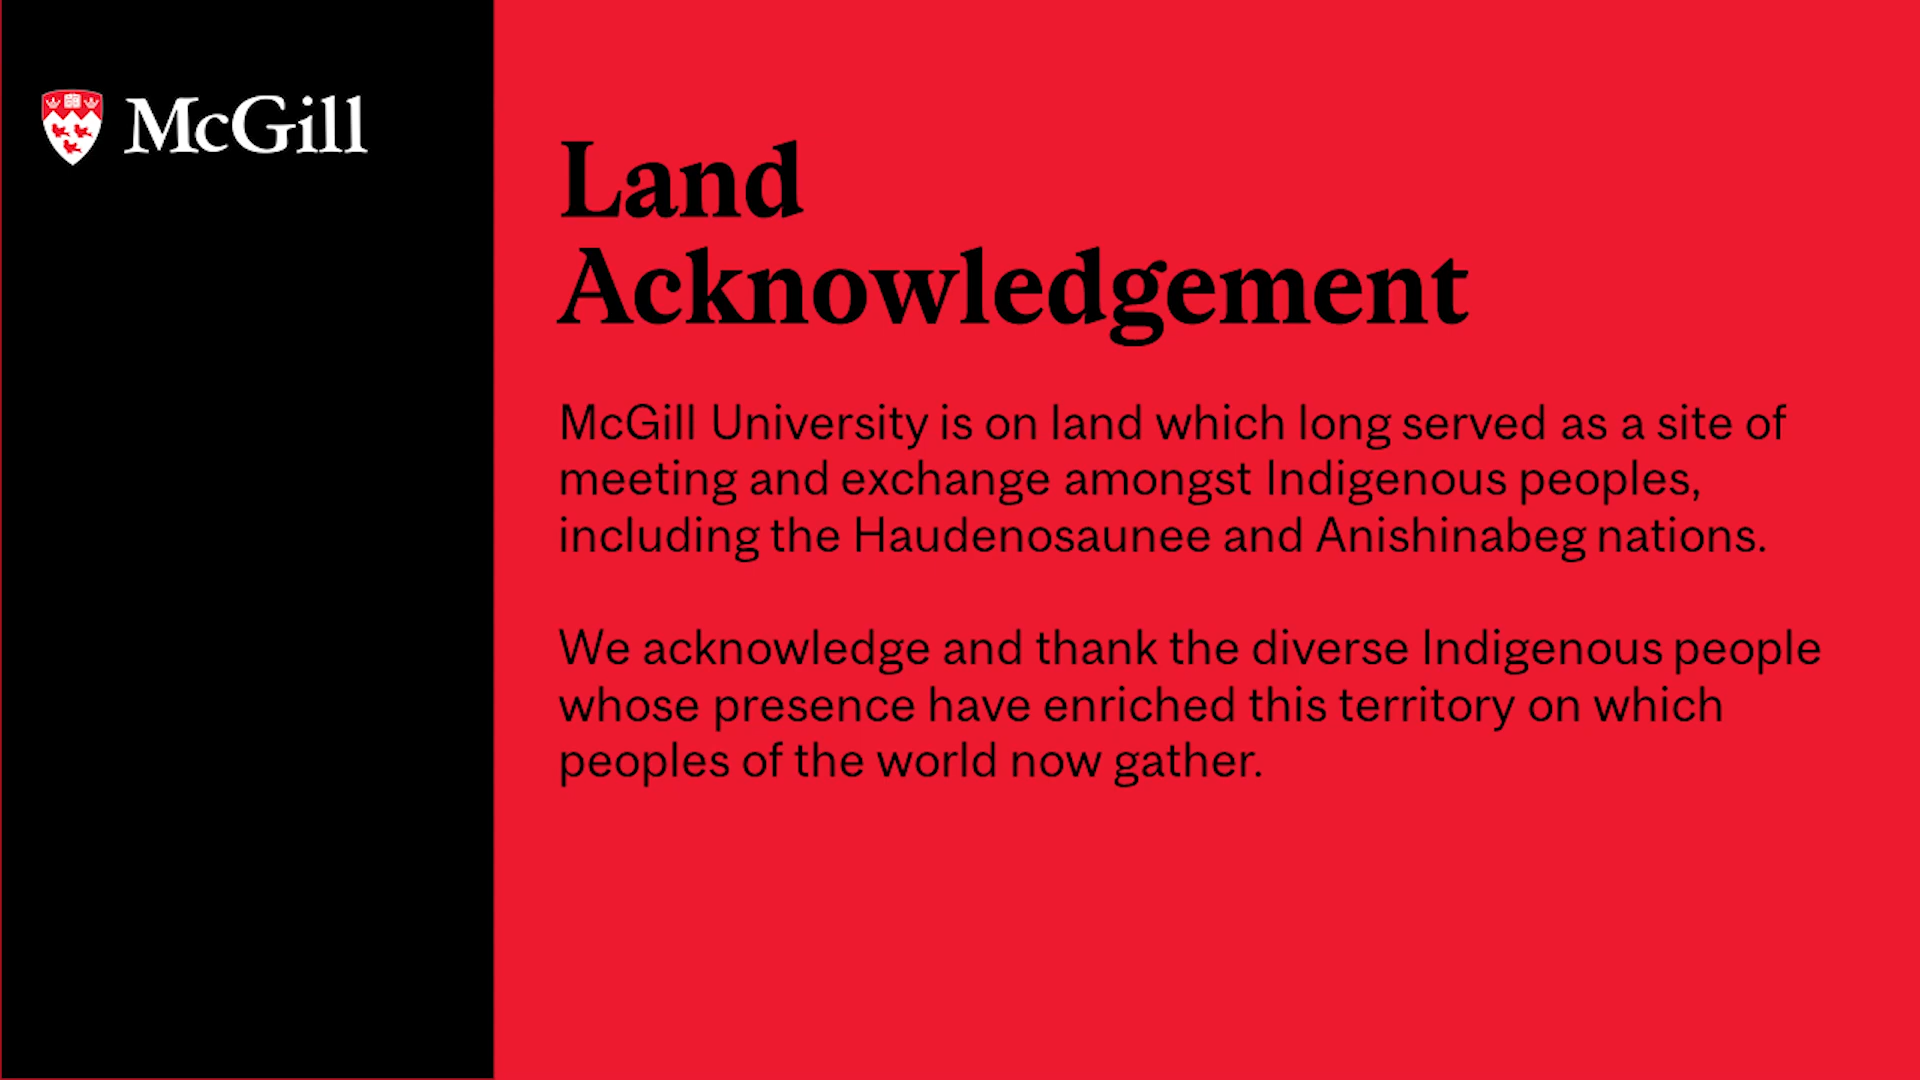 McGill
Land
Acknowledgement
McGill University is on land which long served as a site of
meeting and exchange amongst Indigenous peoples,
including the Haudenosaunee and Anishinabeg nations.
We acknowledge and thank the diverse Indigenous people
whose presence have enriched this territory on which
peoples of the world now gather.